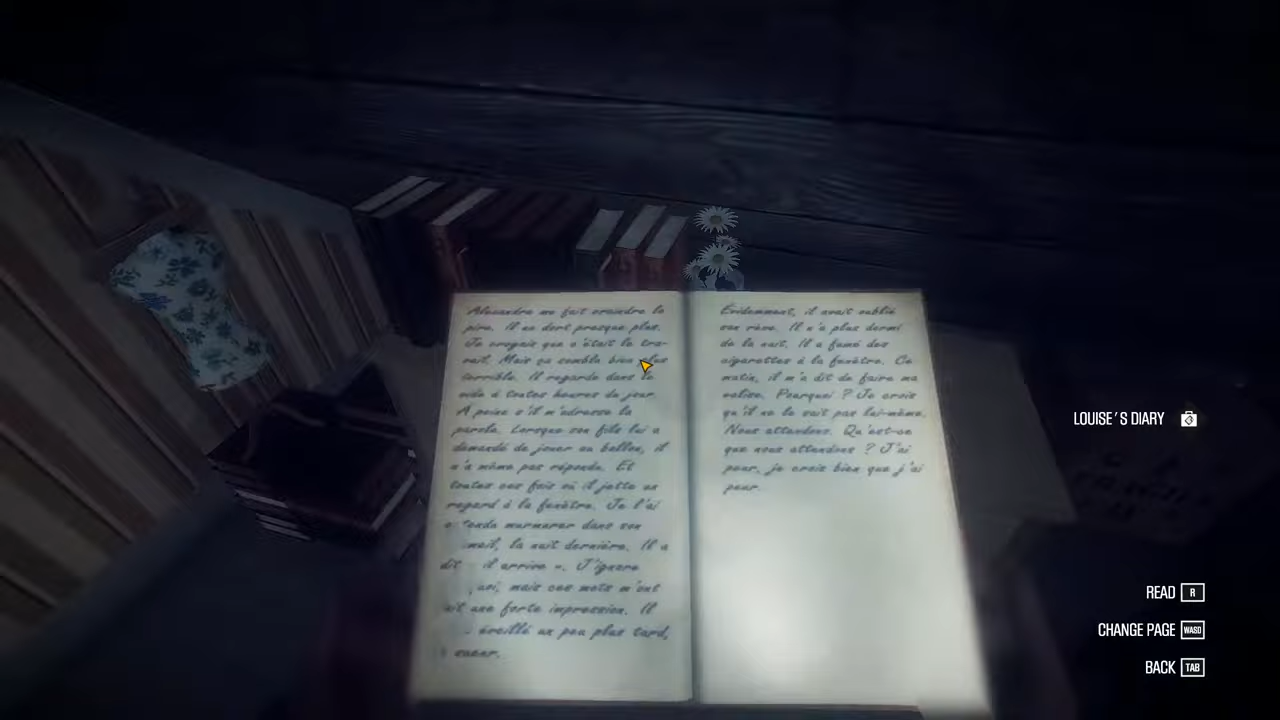 Alexandre me fait craindre le
pire. Il ne dort presque plus.
Je croyais que c'était le tra-
vail. Mais ça semble bien plus
terrible. Il regarde dans le
vide à toutes heures du jour.
A peine s'il m'adresse la
parole. Lorsque son fils lui a
demandé de jouer au ballon, il
n'a même pas répondu. Et
toutes ces fois où il jette un
regard à la fenêtre. Je l'ai
murmurer dans son
la nuit dernière. Il a
dit il arrive ». J'ignore
mais ces mots m'ont
une forte impression. Il
un peu plus tard,
sueur.
Évidemment, il avait oublié
son rêve. Il n'a plus dormi
de la nuit. Il a fumé des
cigarettes à la fenêtre. Ce
matin, il m'a dit de faire ma
valise. Pourquoi ? Je crois
qu'il ne le sait pas lui-même.
Nous attendons. Qu'est-ce
que nous attendons ? J'ai
peur, je crois bien que j'ai
peur.
LOUISE'S DIARY
READ R
CHANGE PAGE WASD
BACK TAB